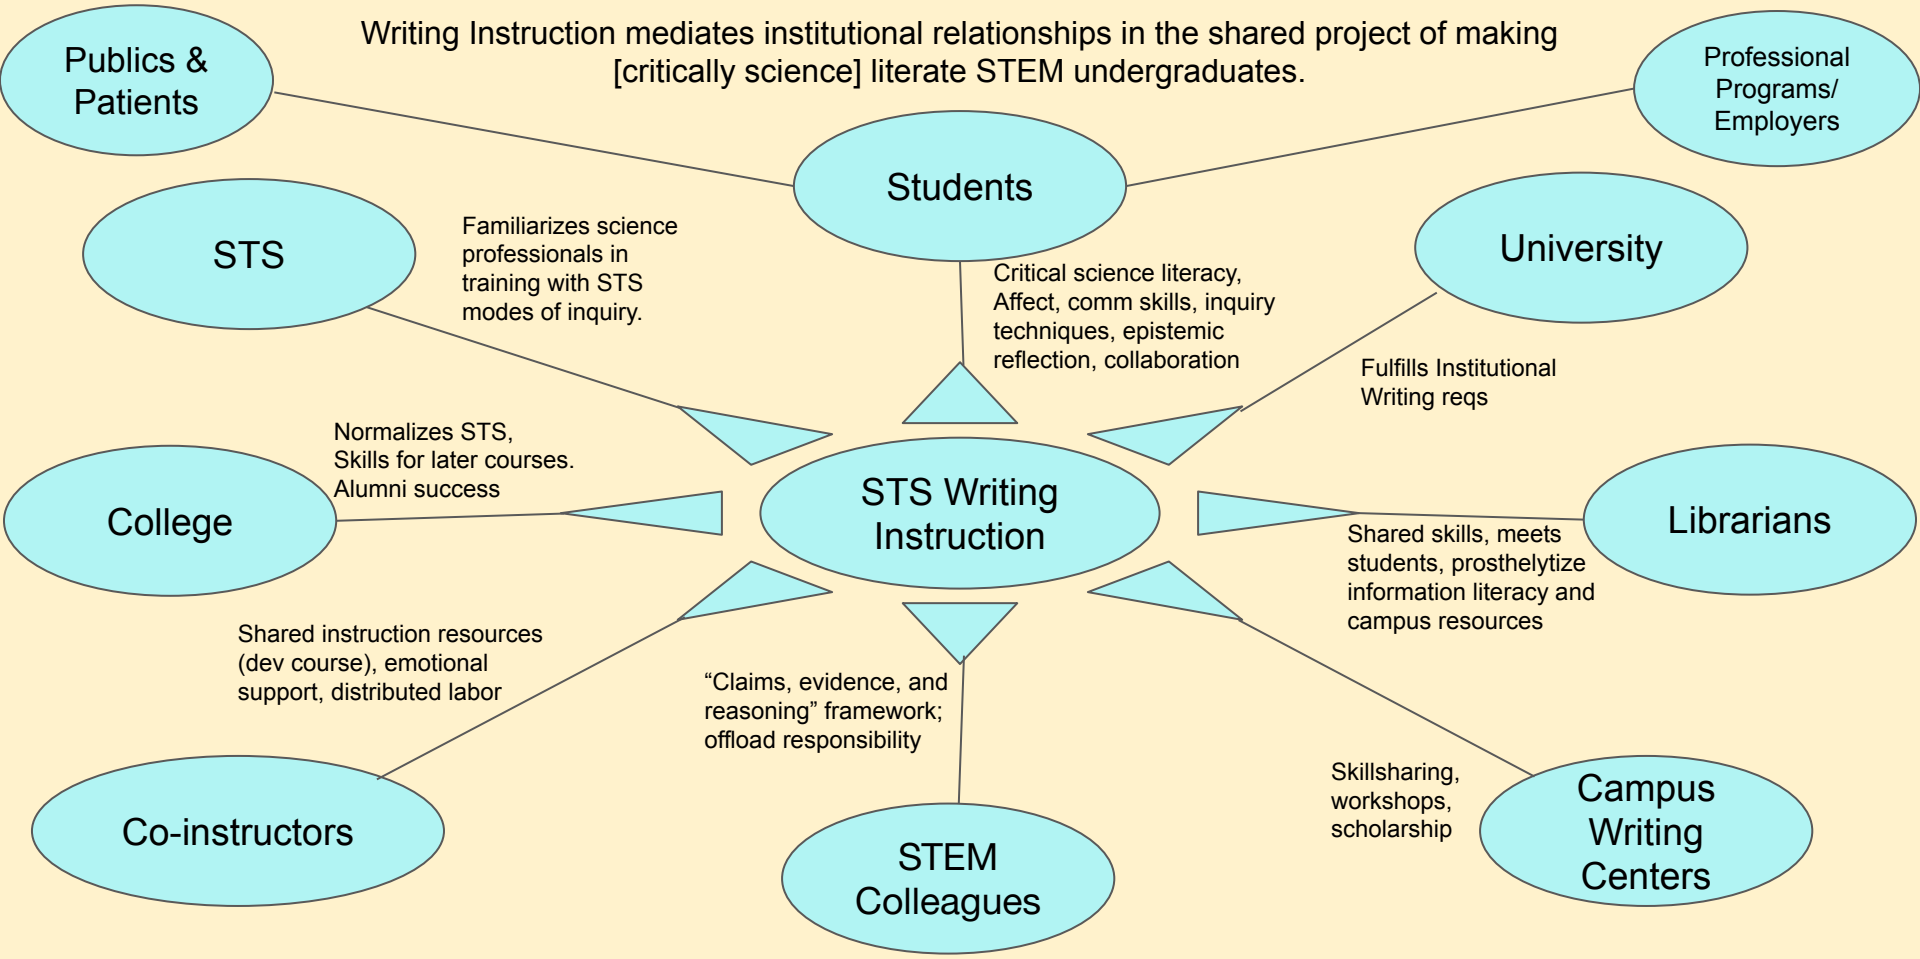 Writing Instruction mediates institutional relationships in the shared project of making
[critically science] literate STEM undergraduates.
Publics &
Patients
Professional
Programs/
Employers
Students
STS
Familiarizes science
professionals in
training with STS
modes of inquiry.
University
Critical science literacy,
Affect, comm skills, inquiry
techniques, epistemic
reflection, collaboration
Fulfills Institutional
Writing reqs
Normalizes STS,
Skills for later courses.
Alumni success
College
STS Writing
Instruction
Librarians
Shared skills, meets
students, prosthelytize
information literacy and
campus resources
Shared instruction resources
(dev course), emotional
support, distributed labor
“Claims, evidence, and
reasoning” framework;
offload responsibility
Skillsharing,
workshops,
scholarship
Co-instructors
STEM
Colleagues
Campus
Writing
Centers